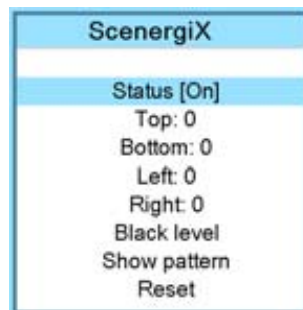 ScenergiX
Status [On]
Top: 0
Bottom: 0
Left: 0
Right: 0
Black level
Show pattern
Reset